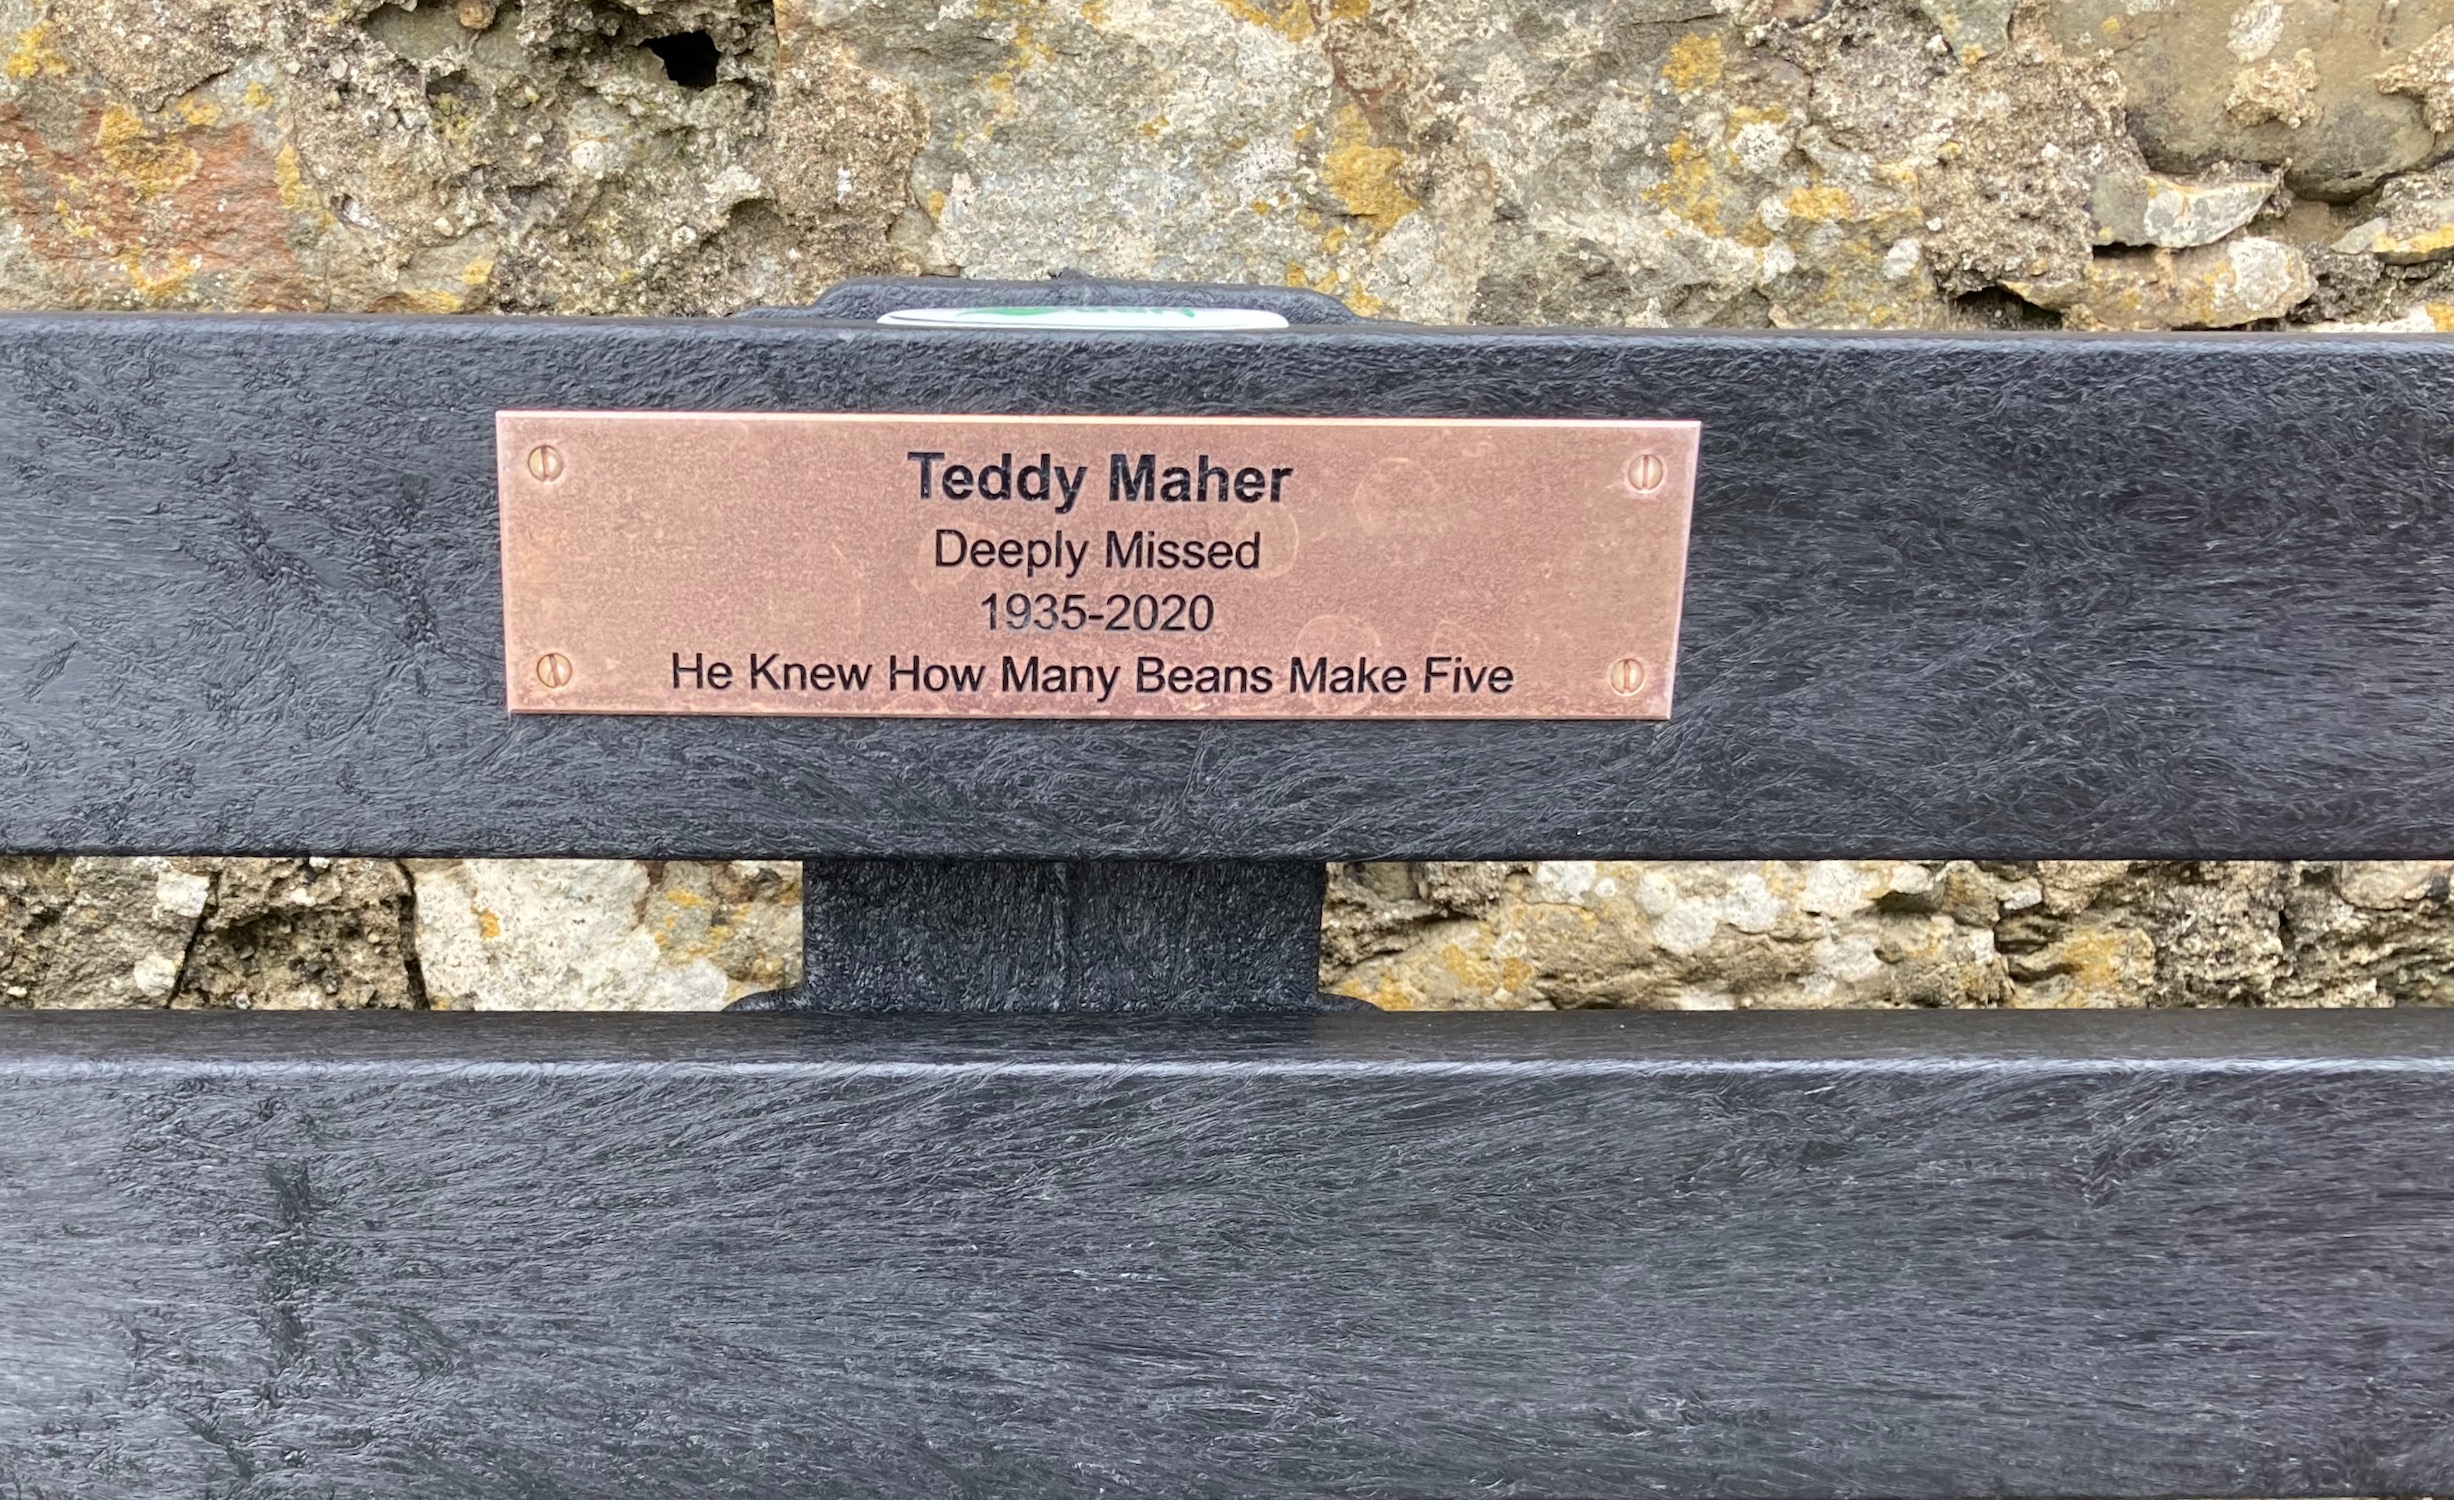 Teddy Maher
Deeply Missed
1935-2020
He Knew How Many Beans Make Five